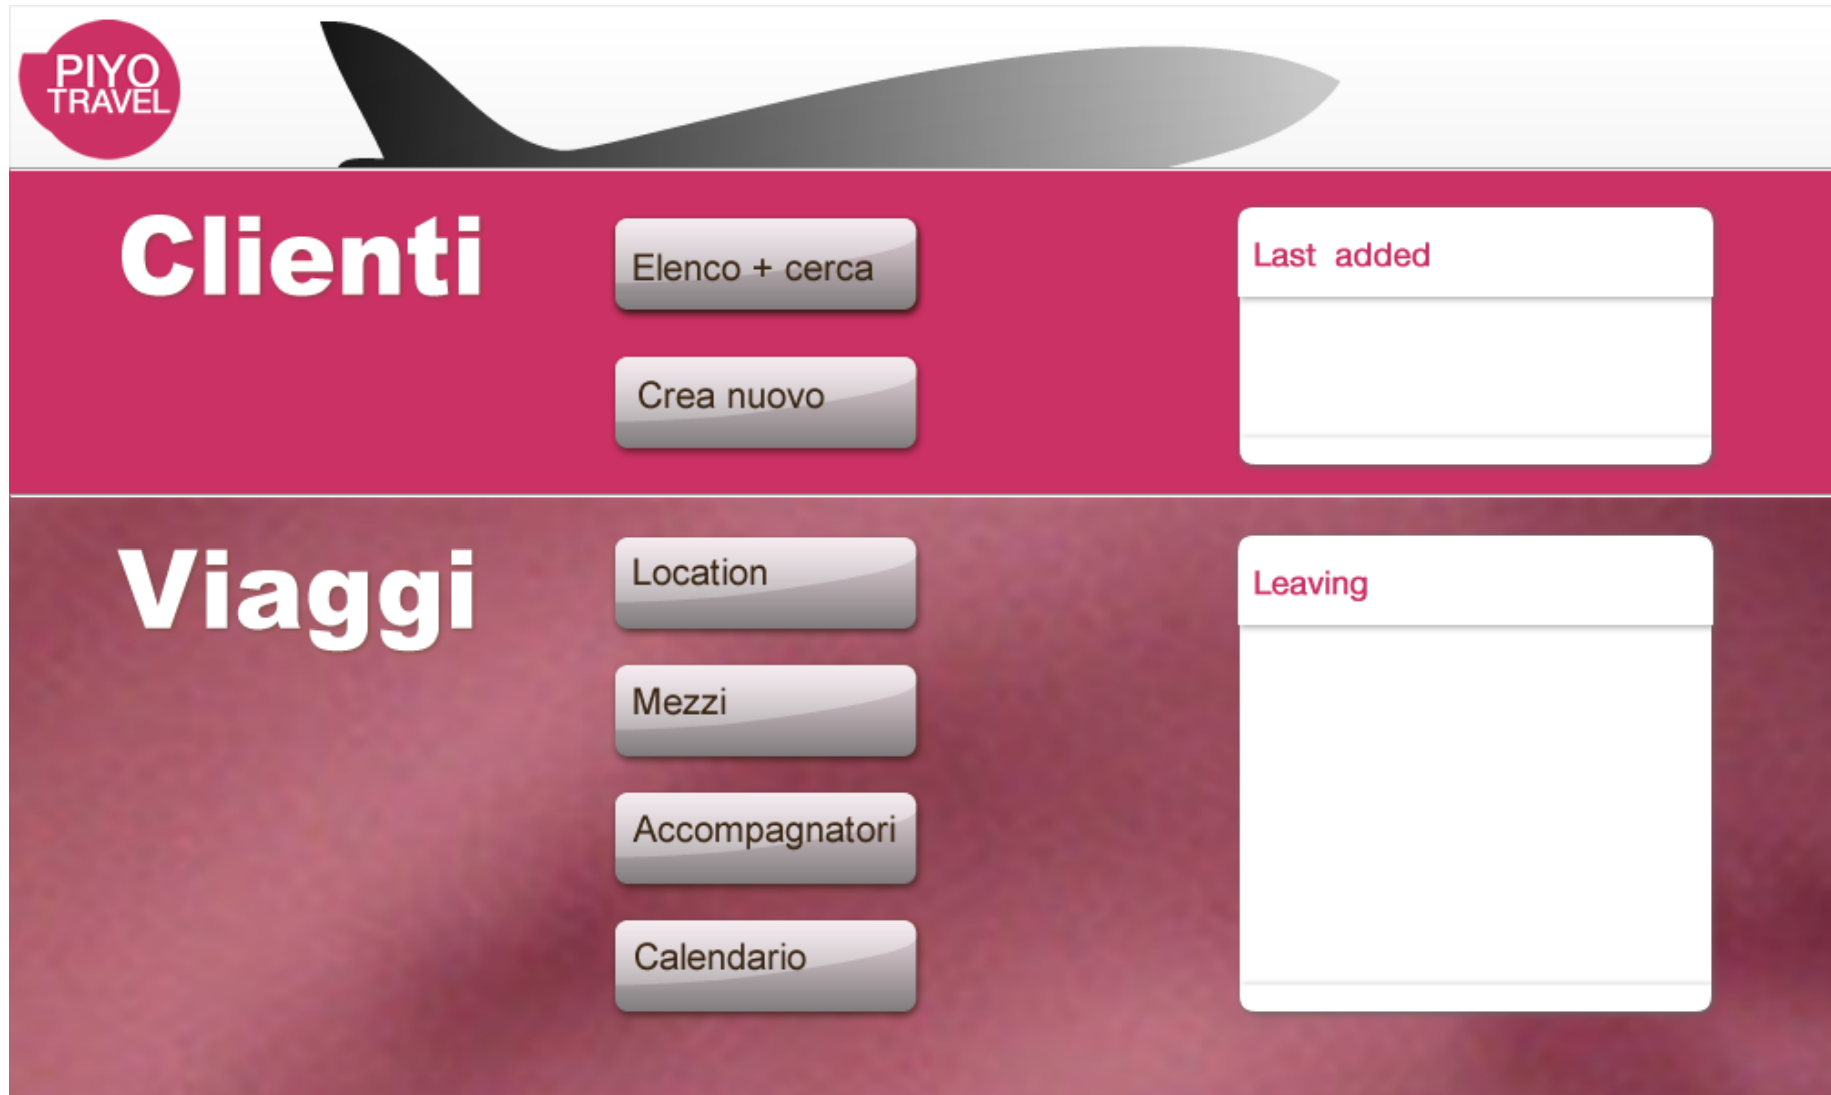 PIYO
TRAVEL
Clienti
Elenco + cerca
Crea nuovo
Last added
Viaggi
Location
Mezzi
Accompagnatori
Calendario
Leaving